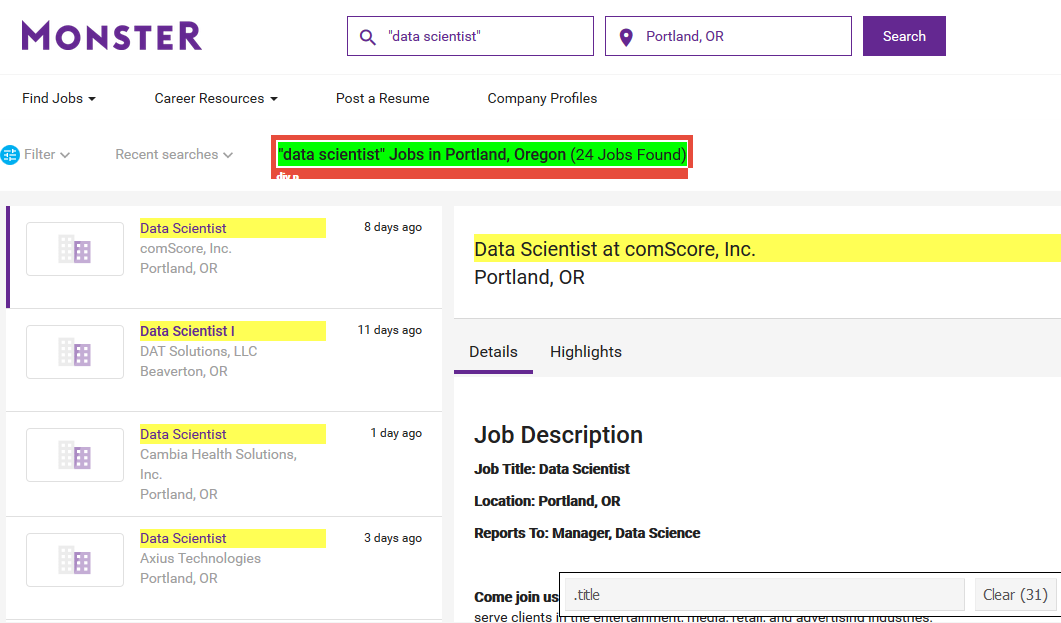 MONSTER
"data scientist"
Portland, OR
Search
Find Jobs
Career Resources
Post a Resume
Company Profiles
Filter
Recent searches
"data scientist" Jobs in Portland, Oregon (24 Jobs Found)
Data Scientist
8 days ago
comScore, Inc.
Portland, OR
Data Scientist I
11 days ago
DAT Solutions, LLC
Beaverton, OR
Data Scientist
1 day ago
Cambia Health Solutions,
Inc.
Portland, OR
Data Scientist
3 days ago
Axius Technologies
Portland, OR
Data Scientist at comScore, Inc.
Portland, OR
Details
Highlights
Job Description
Job Title: Data Scientist
Location: Portland, OR
Reports To: Manager, Data Science
Come join us
serve clients in the entertainment, media, retail, and advertising industries.
.title
Clear (31)